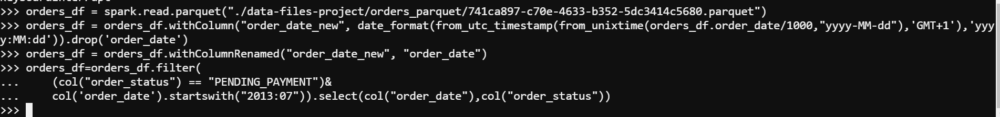 >>> orders_df = spark.read.parquet("./data-files-project/orders_parquet/741ca897-c70e-4633-b352-5dc3414c5680.parquet")
>>> orders_df = orders_df.withColumn("order_date_new", date_format(from_utc_timestamp(from_unixtime(orders_df.order_date/1000,"yyyy-MM-dd"),'GMT+1'),'yyy
y:MM:dd')).drop('order_date')
>>> orders_df = orders_df.withColumnRenamed("order_date_new", "order_date")
>>> orders_df=orders_df.filter(
...     (col("order_status") == "PENDING_PAYMENT")&
...     col('order_date').startswith("2013:07")).select(col("order_date"),col("order_status"))
>>>